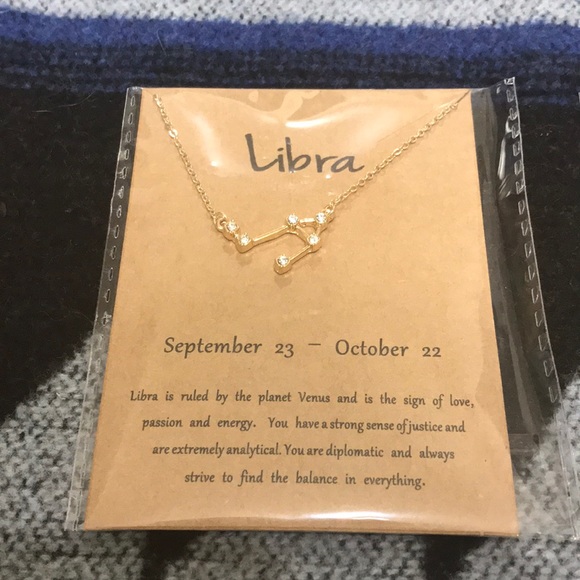 Libra
September 23 – October 22
Libra is ruled by the planet Venus and is the sign of love,
passion and energy. You have a strong sense of justice and
are extremely analytical. You are diplomatic and always
strive to find the balance in everything.